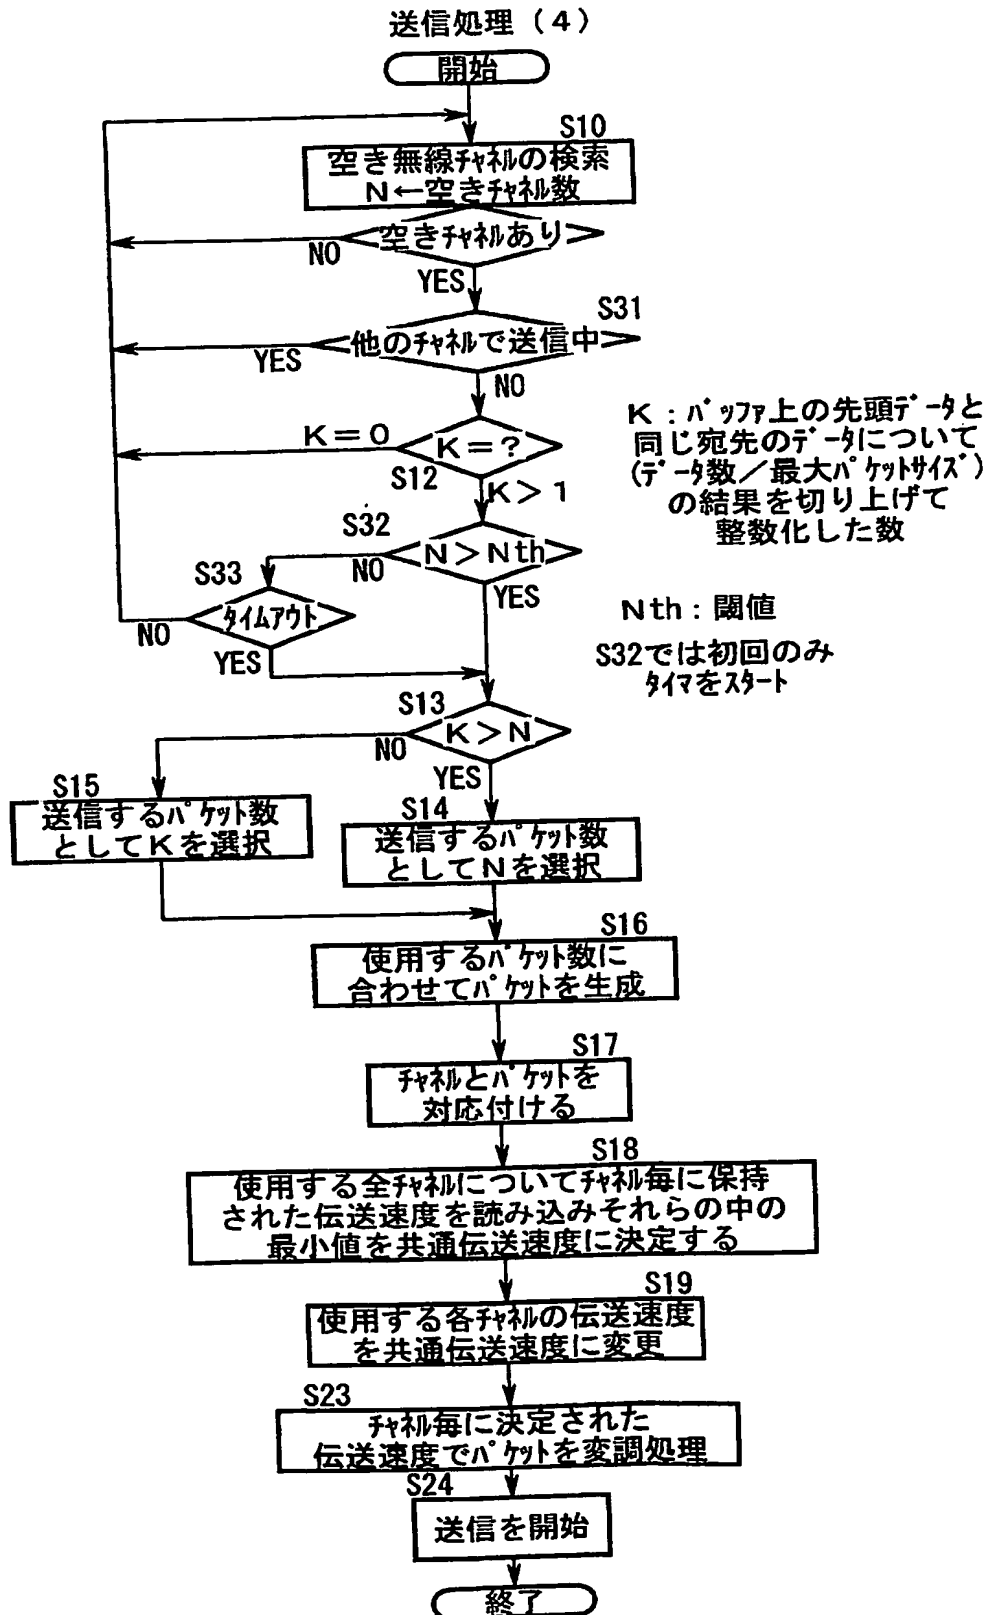 送信処理（４）
開始
S10
空き無線ﾁｬﾈﾙの検索
N←空きﾁｬﾈﾙ数
空きﾁｬﾈﾙあり
NO
YES
S31
他のﾁｬﾈﾙで送信中
YES
NO
K＝0
K＝？
S12
K＞1
K：ﾊﾞｯﾌｧ上の先頭ﾃﾞｰﾀと
同じ宛先のﾃﾞｰﾀについて
(ﾃﾞｰﾀ数／最大ﾊﾟｹｯﾄｻｲｽﾞ)
の結果を切り上げて
整数化した数
S32
N＞Nth
NO
YES
S33
ﾀｲﾑｱｳﾄ
NO
YES
Nth：閾値
S32では初回のみ
ﾀｲﾏをｽﾀｰﾄ
S13
K＞N
NO
YES
S15
送信するﾊﾟｹｯﾄ数
としてKを選択
S14
送信するﾊﾟｹｯﾄ数
としてNを選択
S16
使用するﾊﾟｹｯﾄ数に
合わせてﾊﾟｹｯﾄを生成
S17
ﾁｬﾈﾙとﾊﾟｹｯﾄを
対応付ける
S18
使用する全ﾁｬﾈﾙについてﾁｬﾈﾙ毎に保持
された伝送速度を読み込みそれらの中の
最小値を共通伝送速度に決定する
S19
使用する各ﾁｬﾈﾙの伝送速度
を共通伝送速度に変更
S23
ﾁｬﾈﾙ毎に決定された
伝送速度でﾊﾟｹｯﾄを変調処理
S24
送信を開始
終了